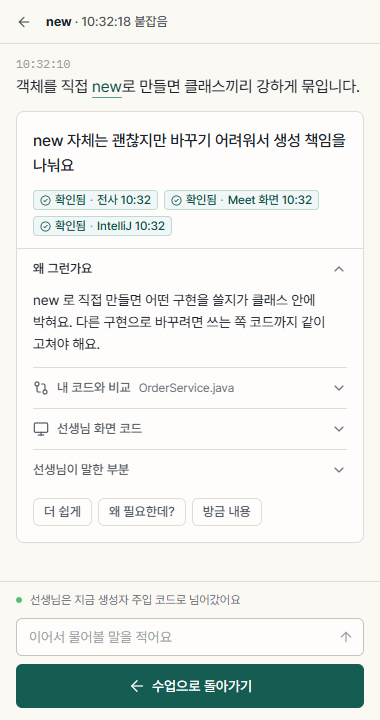 new · 10:32:18 붙잡음
10:32:10
객체를 직접 new로 만들면 클래스끼리 강하게 묶입니다.
new 자체는 괜찮지만 바꾸기 어려워서 생성 책임을
나눠요
확인됨 · 전사 10:32
확인됨 · Meet 화면 10:32
확인됨 · IntelliJ 10:32
왜 그런가요
new 로 직접 만들면 어떤 구현을 쓸지가 클래스 안에
박혀요. 다른 구현으로 바꾸려면 쓰는 쪽 코드까지 같이
고쳐야 해요.
내 코드와 비교 OrderService.java
선생님 화면 코드
선생님이 말한 부분
더 쉽게
왜 필요한데?
방금 내용
선생님은 지금 생성자 주입 코드로 넘어갔어요
이어서 물어볼 말을 적어요
수업으로 돌아가기